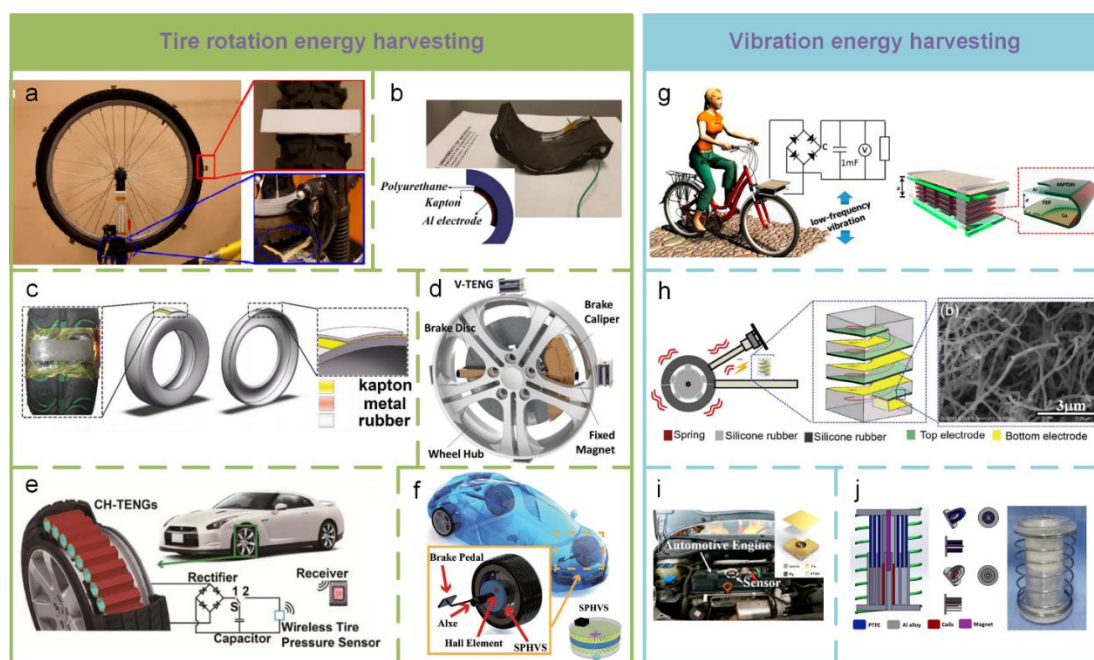 Tire rotation energy harvesting
Vibration energy harvesting
a
b
Polyurethane
Kapton
Al electrode
c
kapton
metal
rubber
d
V-TENG
Brake Disc
Brake Caliper
Wheel Hub
Fixed Magnet
e
CH-TENGs
Rectifier
1 2
S
Capacitor
Receiver
Wireless Tire
Pressure Sensor
f
Brake Pedal
Alxe
Hall Element
SPHVS
SPHVS
g
C
1mF
V
low-frequency
vibration
KAPTON
FEP
Cu
h
(b)
3μm
Spring
Silicone rubber
Silicone rubber
Top electrode
Bottom electrode
i
Automotive Engine
Sensor
j
PTFE
Al alloy
Coils
Magnet